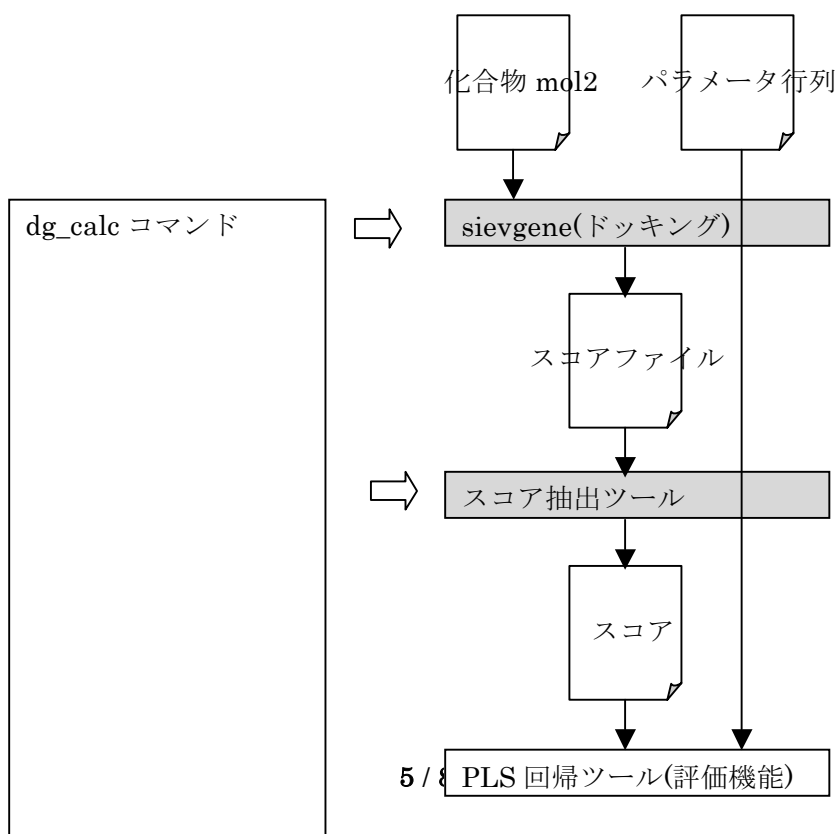 化合物 mol2
パラメータ行列
dg_calc コマンド
sievgene(ドッキング)
スコアファイル
スコア抽出ツール
スコア
5 / 8
PLS 回帰ツール(評価機能)